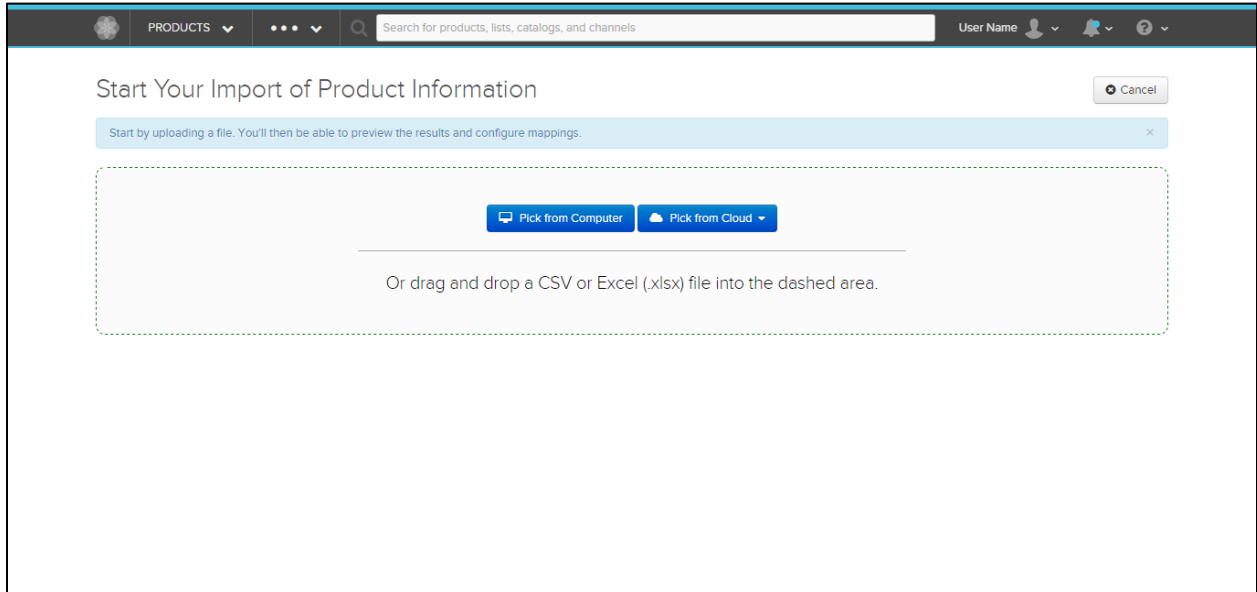 PRODUCTS
Search for products, lists, catalogs, and channels
User Name
Start Your Import of Product Information
Cancel
Start by uploading a file. You'll then be able to preview the results and configure mappings.
Pick from Computer
Pick from Cloud
Or drag and drop a CSV or Excel (.xlsx) file into the dashed area.